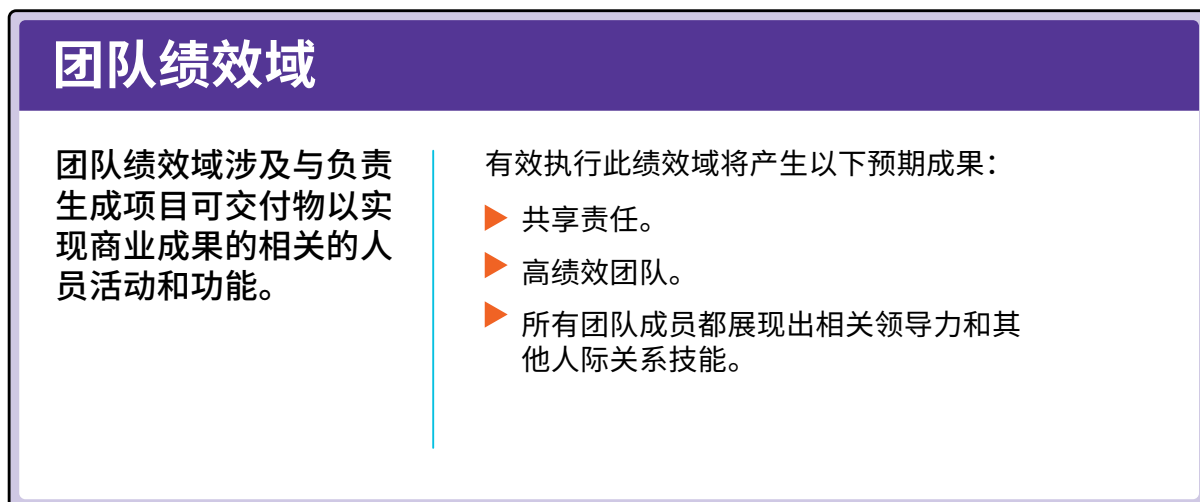 团队绩效域
团队绩效域涉及与负责
生成项目可交付物以实
现商业成果的相关的人
员活动和功能。
有效执行此绩效域将产生以下预期成果：
共享责任。
高绩效团队。
所有团队成员都展现出相关领导力和其
他人际关系技能。